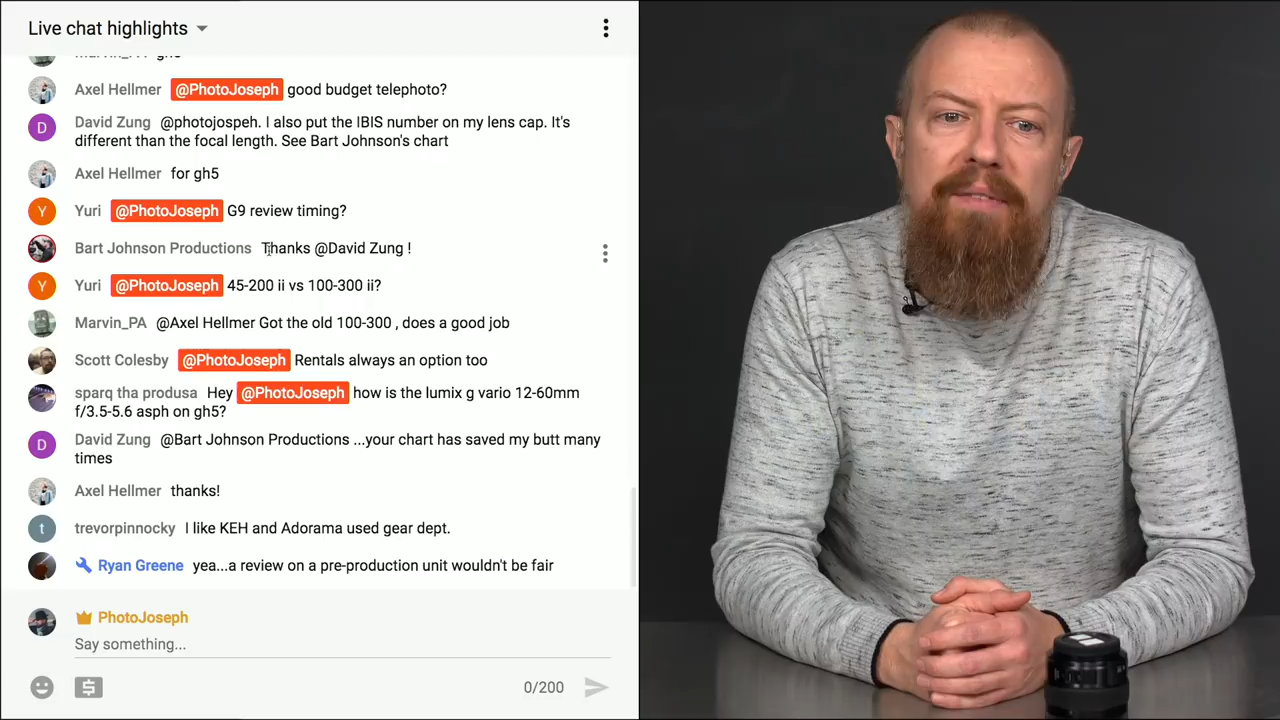 Live chat highlights
Axel Hellmer @PhotoJoseph good budget telephoto?
David Zung @photojospeh. I also put the IBIS number on my lens cap. It's
different than the focal length. See Bart Johnson's chart
Axel Hellmer for gh5
Y Yuri @PhotoJoseph G9 review timing?
Bart Johnson Productions Thanks @David Zung !
Y Yuri @PhotoJoseph 45-200 ii vs 100-300 ii?
Marvin_PA @Axel Hellmer Got the old 100-300 , does a good job
Scott Colesby @PhotoJoseph Rentals always an option too
sparq tha produsa Hey @PhotoJoseph how is the lumix g vario 12-60mm
f/3.5-5.6 asph on gh5?
D David Zung @Bart Johnson Productions ...your chart has saved my butt many
times
Axel Hellmer thanks!
t trevorpinnocky I like KEH and Adorama used gear dept.
Ryan Greene yea...a review on a pre-production unit wouldn't be fair
PhotoJoseph
Say something...
0/200